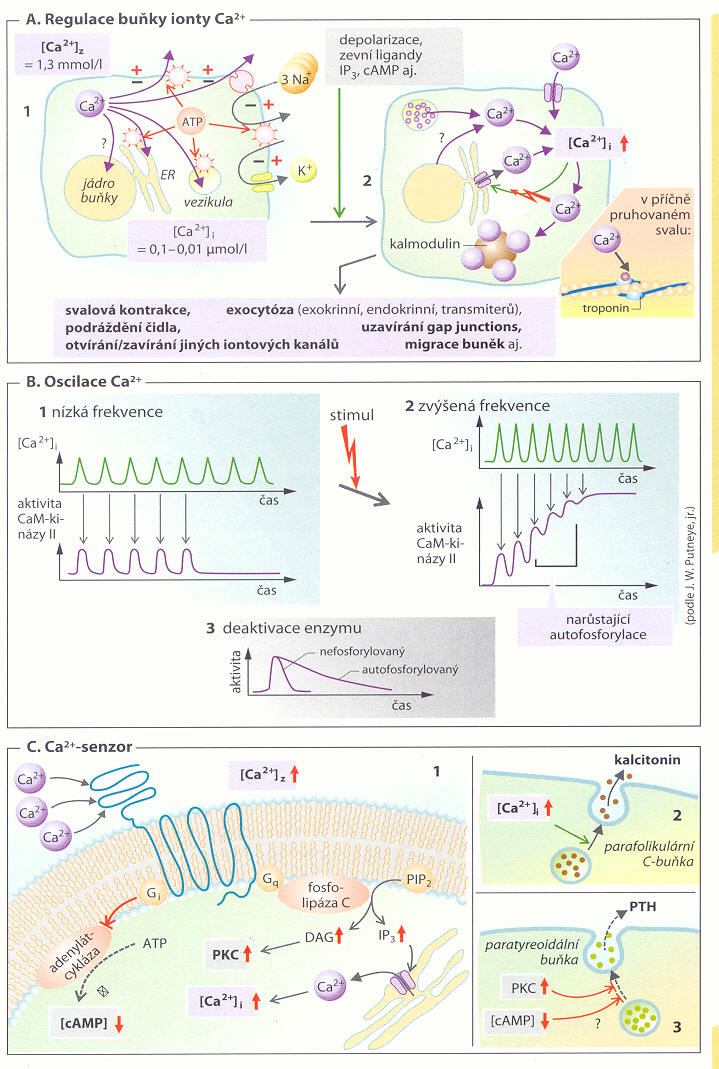 A. Regulace buňky ionty Ca²⁺
[Ca²⁺]z
= 1,3 mmol/l
+
−
+
−
3 Na⁺
1
Ca²⁺
ATP
−
+
?
ER
−
+
K⁺
jádro
buňky
vezikula
[Ca²⁺]i
= 0,1–0,01 µmol/l
depolarizace,
zevní ligandy
IP₃, cAMP aj.
Ca²⁺
Ca²⁺
?
[Ca²⁺]i
Ca²⁺
2
Ca²⁺
kalmodulin
v příčně
pruhovaném
svalu:
Ca²⁺
troponin
svalová kontrakce,
podráždění čidla,
otvírání/zavírání jiných iontových kanálů
exocytóza (exokrinní, endokrinní, transmiterů),
uzavírání gap junctions,
migrace buněk aj.
B. Oscilace Ca²⁺
1 nízká frekvence
[Ca²⁺]i
čas
aktivita
CaM-ki-
názy II
čas
stimul
2 zvýšená frekvence
[Ca²⁺]i
čas
aktivita
CaM-ki-
názy II
čas
narůstající
autofosforylace
(podle J. W. Putneye, jr.)
3 deaktivace enzymu
nefosforylovaný
autofosforylovaný
aktivita
čas
C. Ca²⁺-senzor
Ca²⁺
Ca²⁺
Ca²⁺
[Ca²⁺]z
1
Gi
Gq
fosfo-
lipáza C
PIP₂
adenylát-
cykláza
ATP
PKC
DAG
IP₃
[Ca²⁺]i
Ca²⁺
[cAMP]
kalcitonin
[Ca²⁺]i
2
parafolikulární
C-buňka
PTH
paratyreoidální
buňka
PKC
[cAMP]
?
3